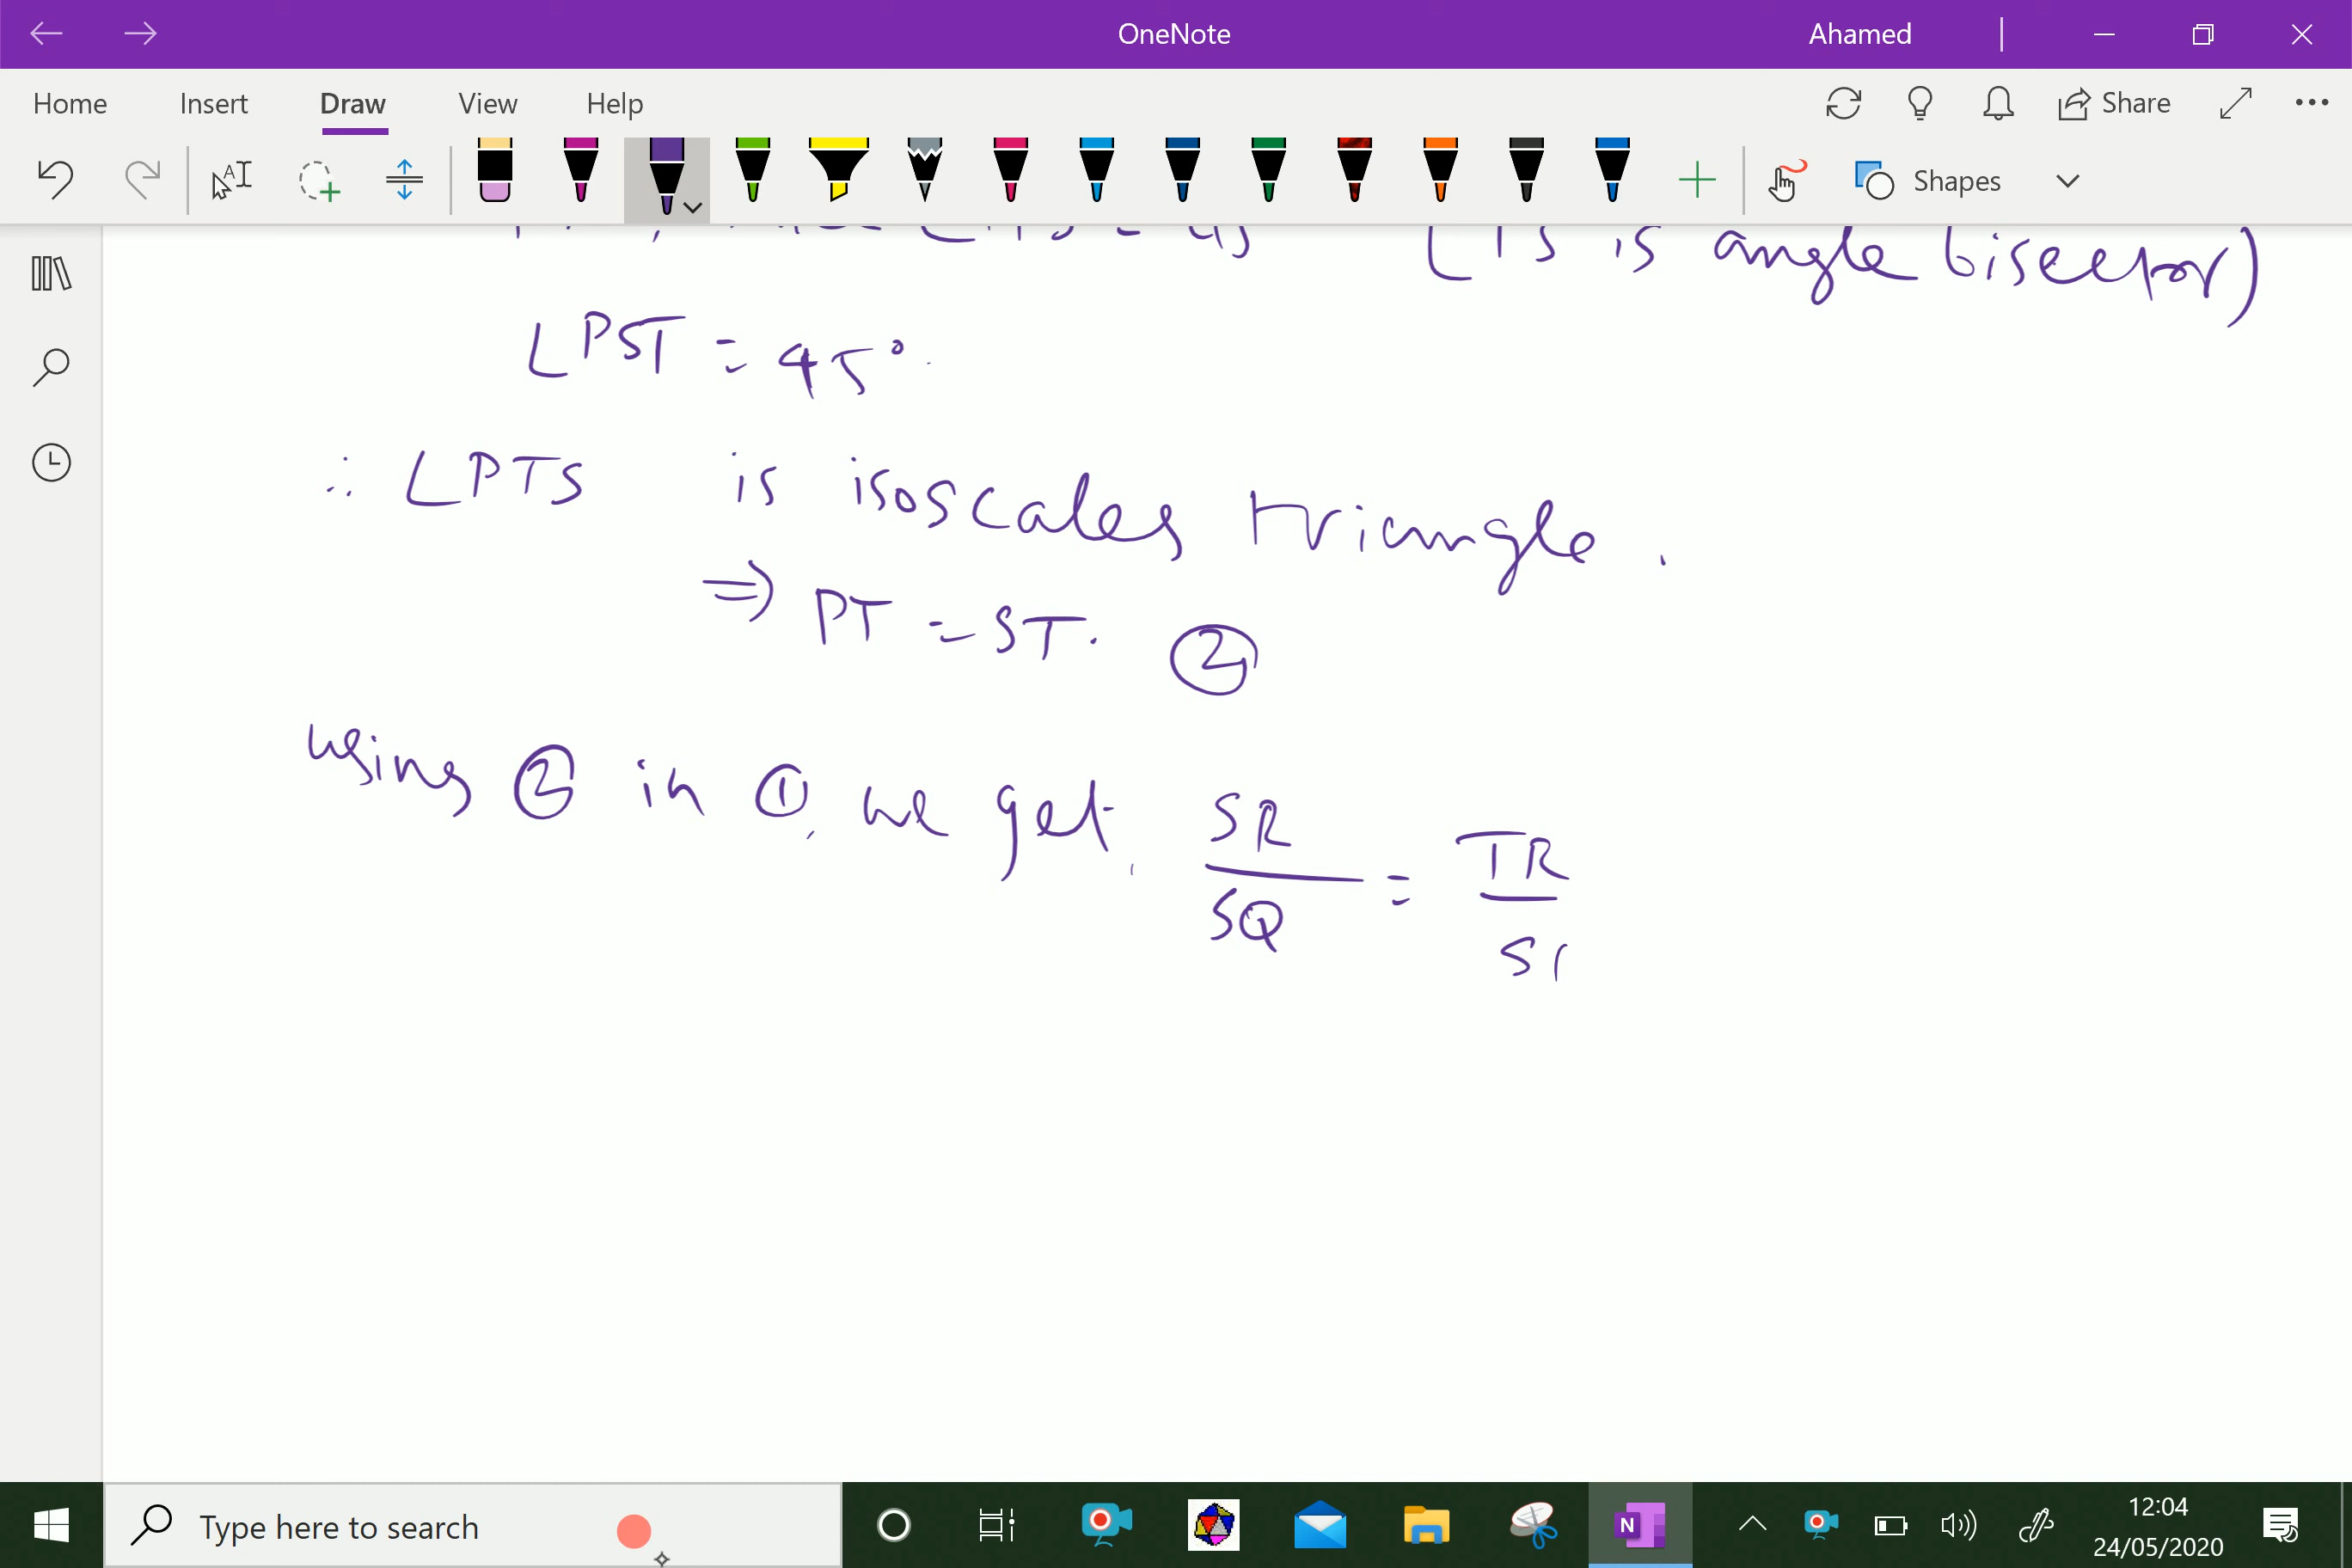 OneNote
Ahamed
Home Insert Draw View Help
Share
Shapes
is angle bisector)
∠PST = 45°.
∴ ∠PTS is isoscales triangle.
⇒ PT = ST. ②
using ② in ①, we get. SR/SQ = TR/S
Type here to search
N
12:04
24/05/2020